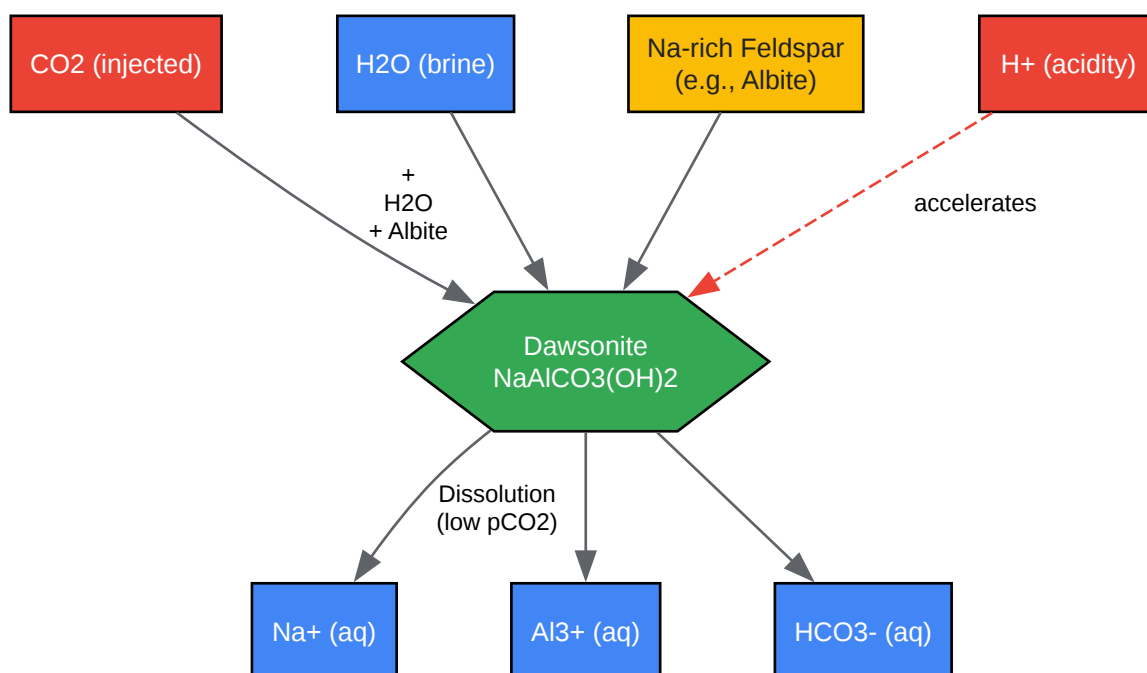 CO2 (injected)
H2O (brine)
Na-rich Feldspar
(e.g., Albite)
H+ (acidity)
+
H2O
+ Albite
accelerates
Dawsonite
NaAlCO3(OH)2
Dissolution
(low pCO2)
Na+ (aq)
Al3+ (aq)
HCO3- (aq)